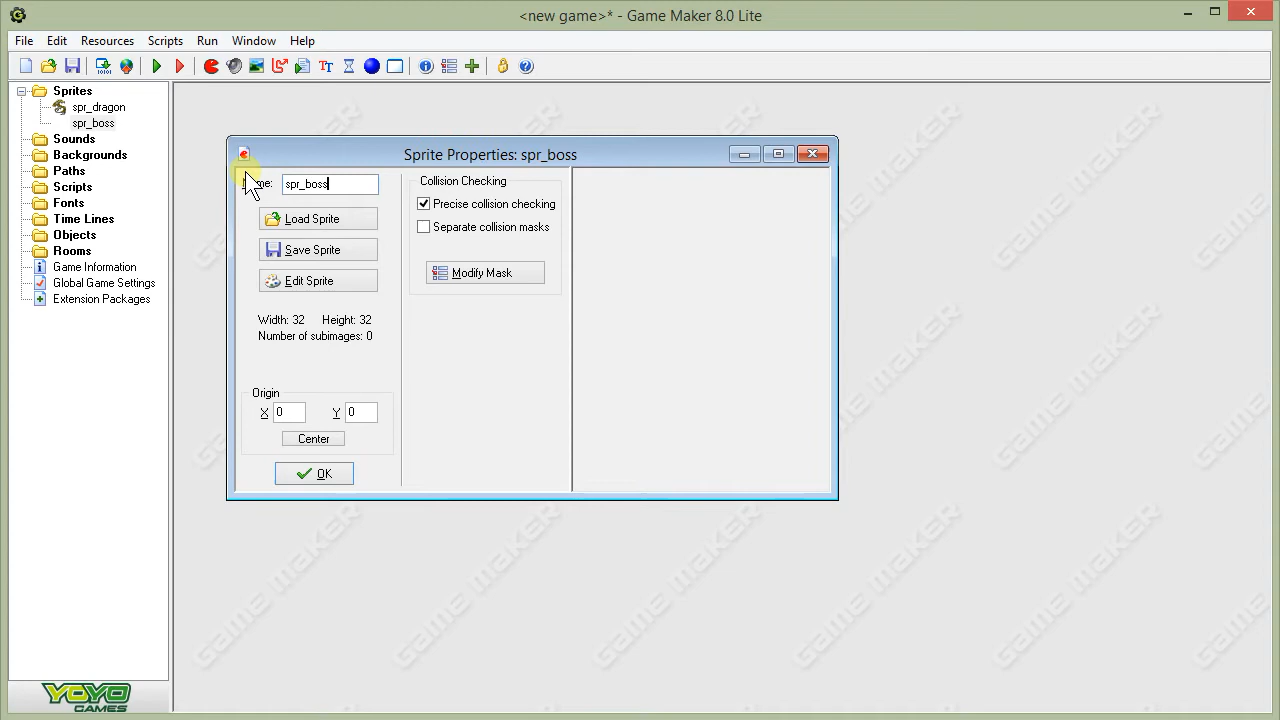 <new game>* - Game Maker 8.0 Lite
File Edit Resources Scripts Run Window Help
Sprites
spr_dragon
spr_boss
Sounds
Backgrounds
Paths
Scripts
Fonts
Time Lines
Objects
Rooms
Game Information
Global Game Settings
Extension Packages
YOYO
GAMES
Sprite Properties: spr_boss
spr_boss
Load Sprite
Save Sprite
Edit Sprite
Width: 32 Height: 32
Number of subimages: 0
Origin
X 0 Y 0
Center
OK
Collision Checking
Precise collision checking
Separate collision masks
Modify Mask
GAME MAKER